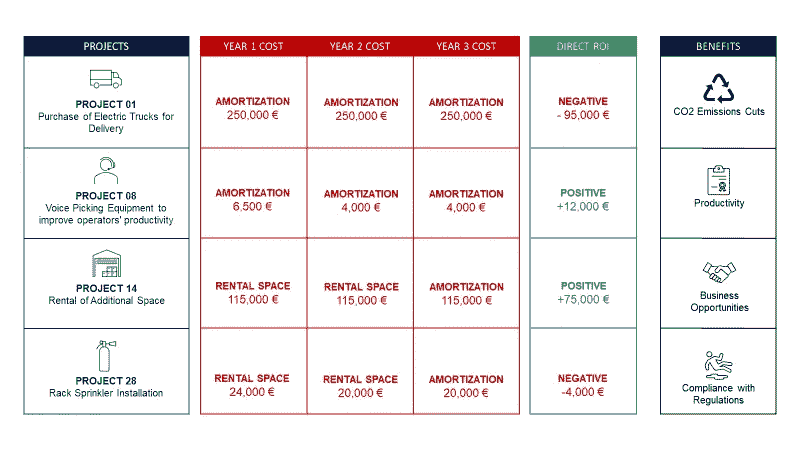 PROJECTS
YEAR 1 COST
YEAR 2 COST
YEAR 3 COST
DIRECT ROI
BENEFITS
PROJECT 01
Purchase of Electric Trucks for
Delivery
AMORTIZATION
250,000 €
AMORTIZATION
250,000 €
AMORTIZATION
250,000 €
NEGATIVE
- 95,000 €
CO2 Emissions Cuts
PROJECT 08
Voice Picking Equipment to
improve operators' productivity
AMORTIZATION
6,500 €
AMORTIZATION
4,000 €
AMORTIZATION
4,000 €
POSITIVE
+12,000 €
Productivity
PROJECT 14
Rental of Additional Space
RENTAL SPACE
115,000 €
RENTAL SPACE
115,000 €
AMORTIZATION
115,000 €
POSITIVE
+75,000 €
Business
Opportunities
PROJECT 28
Rack Sprinkler Installation
RENTAL SPACE
24,000 €
RENTAL SPACE
20,000 €
AMORTIZATION
20,000 €
NEGATIVE
-4,000 €
Compliance with
Regulations